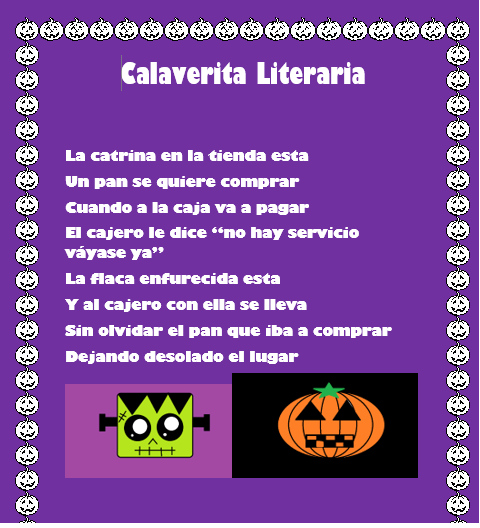 Calaverita Literaria
La catrina en la tienda esta
Un pan se quiere comprar
Cuando a la caja va a pagar
El cajero le dice “no hay servicio
váyase ya”
La flaca enfurecida esta
Y al cajero con ella se lleva
Sin olvidar el pan que iba a comprar
Dejando desolado el lugar